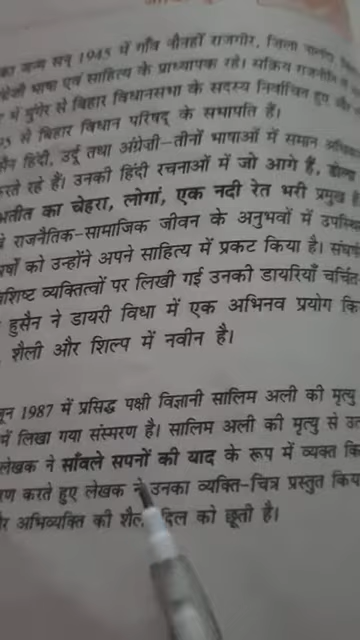 जन्म सन् 1945 में गाँव नौनहीं राजगीर, जिला
भाषा एवं साहित्य के प्राध्यापक रहे। सक्रिय राजनीति
में मुंगेर से बिहार विधानसभा के सदस्य निर्वाचित हुए और
से बिहार विधान परिषद् के सभापति हैं।
हिंदी, उर्दू तथा अंग्रेज़ी–तीनों भाषाओं में समान
रहे हैं। उनकी हिंदी रचनाओं में जो आगे हैं, डोला
का चेहरा, लोगां, एक नदी रेत भरी प्रमुख
राजनैतिक-सामाजिक जीवन के अनुभवों में
को उन्होंने अपने साहित्य में प्रकट किया है।
व्यक्तित्वों पर लिखी गई उनकी डायरियाँ चर्चित
हुसैन ने डायरी विधा में एक अभिनव प्रयोग
शैली और शिल्प में नवीन है।
1987 में प्रसिद्ध पक्षी विज्ञानी सालिम अली की मृत्यु
में लिखा गया संस्मरण है। सालिम अली की मृत्यु से
लेखक ने साँवले सपनों की याद के रूप में व्यक्त
करते हुए लेखक ने उनका व्यक्ति-चित्र प्रस्तुत
अभिव्यक्ति की दिल को छूती है।